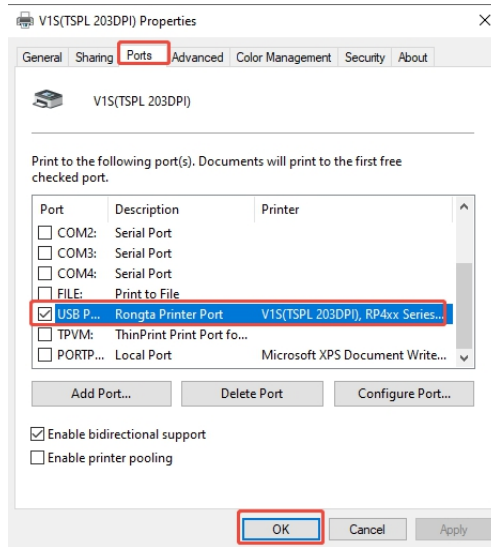 V1S(TSPL 203DPI) Properties
General Sharing Ports Advanced Color Management Security About
V1S(TSPL 203DPI)
Print to the following port(s). Documents will print to the first free
checked port.
Port Description Printer
COM2: Serial Port
COM3: Serial Port
COM4: Serial Port
FILE: Print to File
USB P... Rongta Printer Port V1S(TSPL 203DPI), RP4xx Series...
TPVM: ThinPrint Print Port fo...
PORTP... Local Port Microsoft XPS Document Write...
Add Port... Delete Port Configure Port...
Enable bidirectional support
Enable printer pooling
OK Cancel Apply